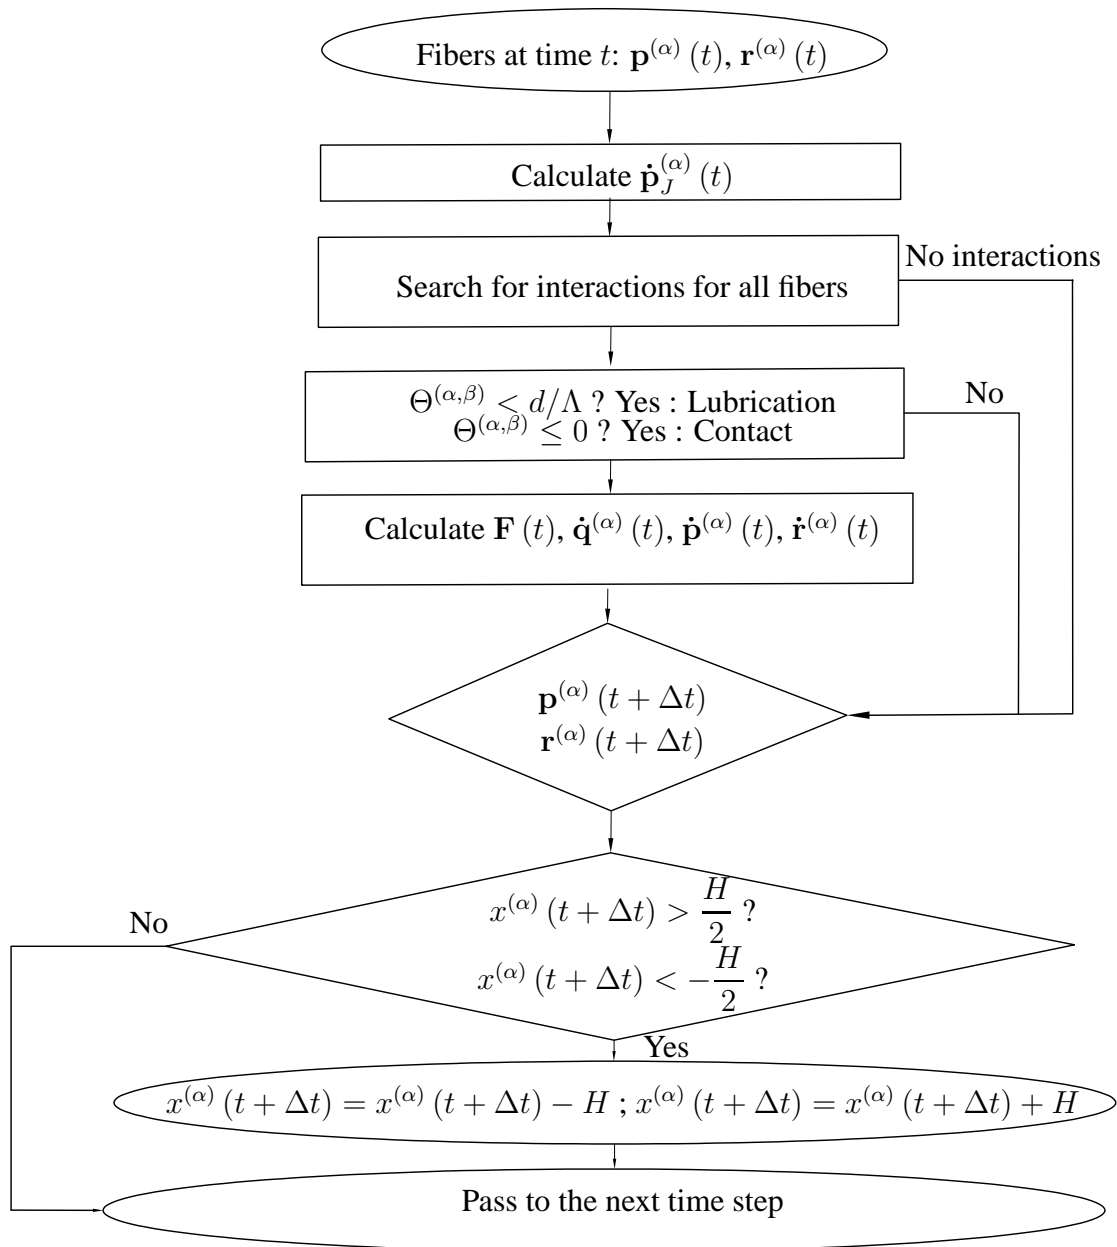 Fibers at time t: p^(α) (t), r^(α) (t)
Calculate ṗ_J^(α) (t)
No interactions
Search for interactions for all fibers
Θ^(α,β) < d/Λ ? Yes : Lubrication
No
Θ^(α,β) ≤ 0 ? Yes : Contact
Calculate F (t), q̇^(α) (t), ṗ^(α) (t), ṙ^(α) (t)
p^(α) (t + Δt)
r^(α) (t + Δt)
x^(α) (t + Δt) > H/2 ?
No
x^(α) (t + Δt) < −H/2 ?
Yes
x^(α) (t + Δt) = x^(α) (t + Δt) − H ; x^(α) (t + Δt) = x^(α) (t + Δt) + H
Pass to the next time step